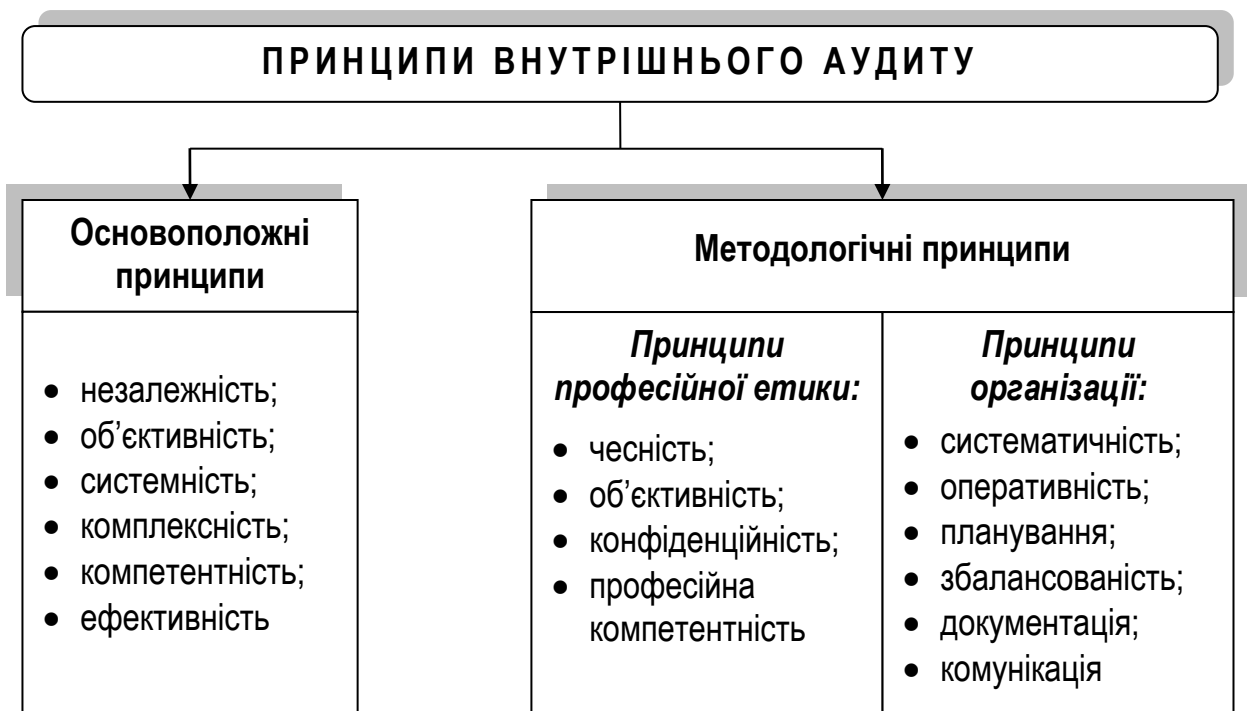 ПРИНЦИПИ ВНУТРІШНЬОГО АУДИТУ
Основоположні
принципи
• незалежність;
• об’єктивність;
• системність;
• комплексність;
• компетентність;
• ефективність
Методологічні принципи
Принципи
професійної етики:
• чесність;
• об’єктивність;
• конфіденційність;
• професійна
компетентність
Принципи
організації:
• систематичність;
• оперативність;
• планування;
• збалансованість;
• документація;
• комунікація